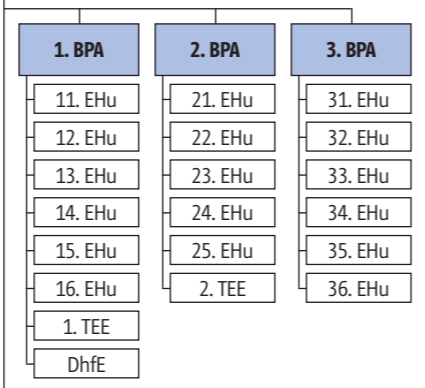 1. BPA
11. EHu
12. EHu
13. EHu
14. EHu
15. EHu
16. EHu
1. TEE
DhfE
2. BPA
21. EHu
22. EHu
23. EHu
24. EHu
25. EHu
2. TEE
3. BPA
31. EHu
32. EHu
33. EHu
34. EHu
35. EHu
36. EHu